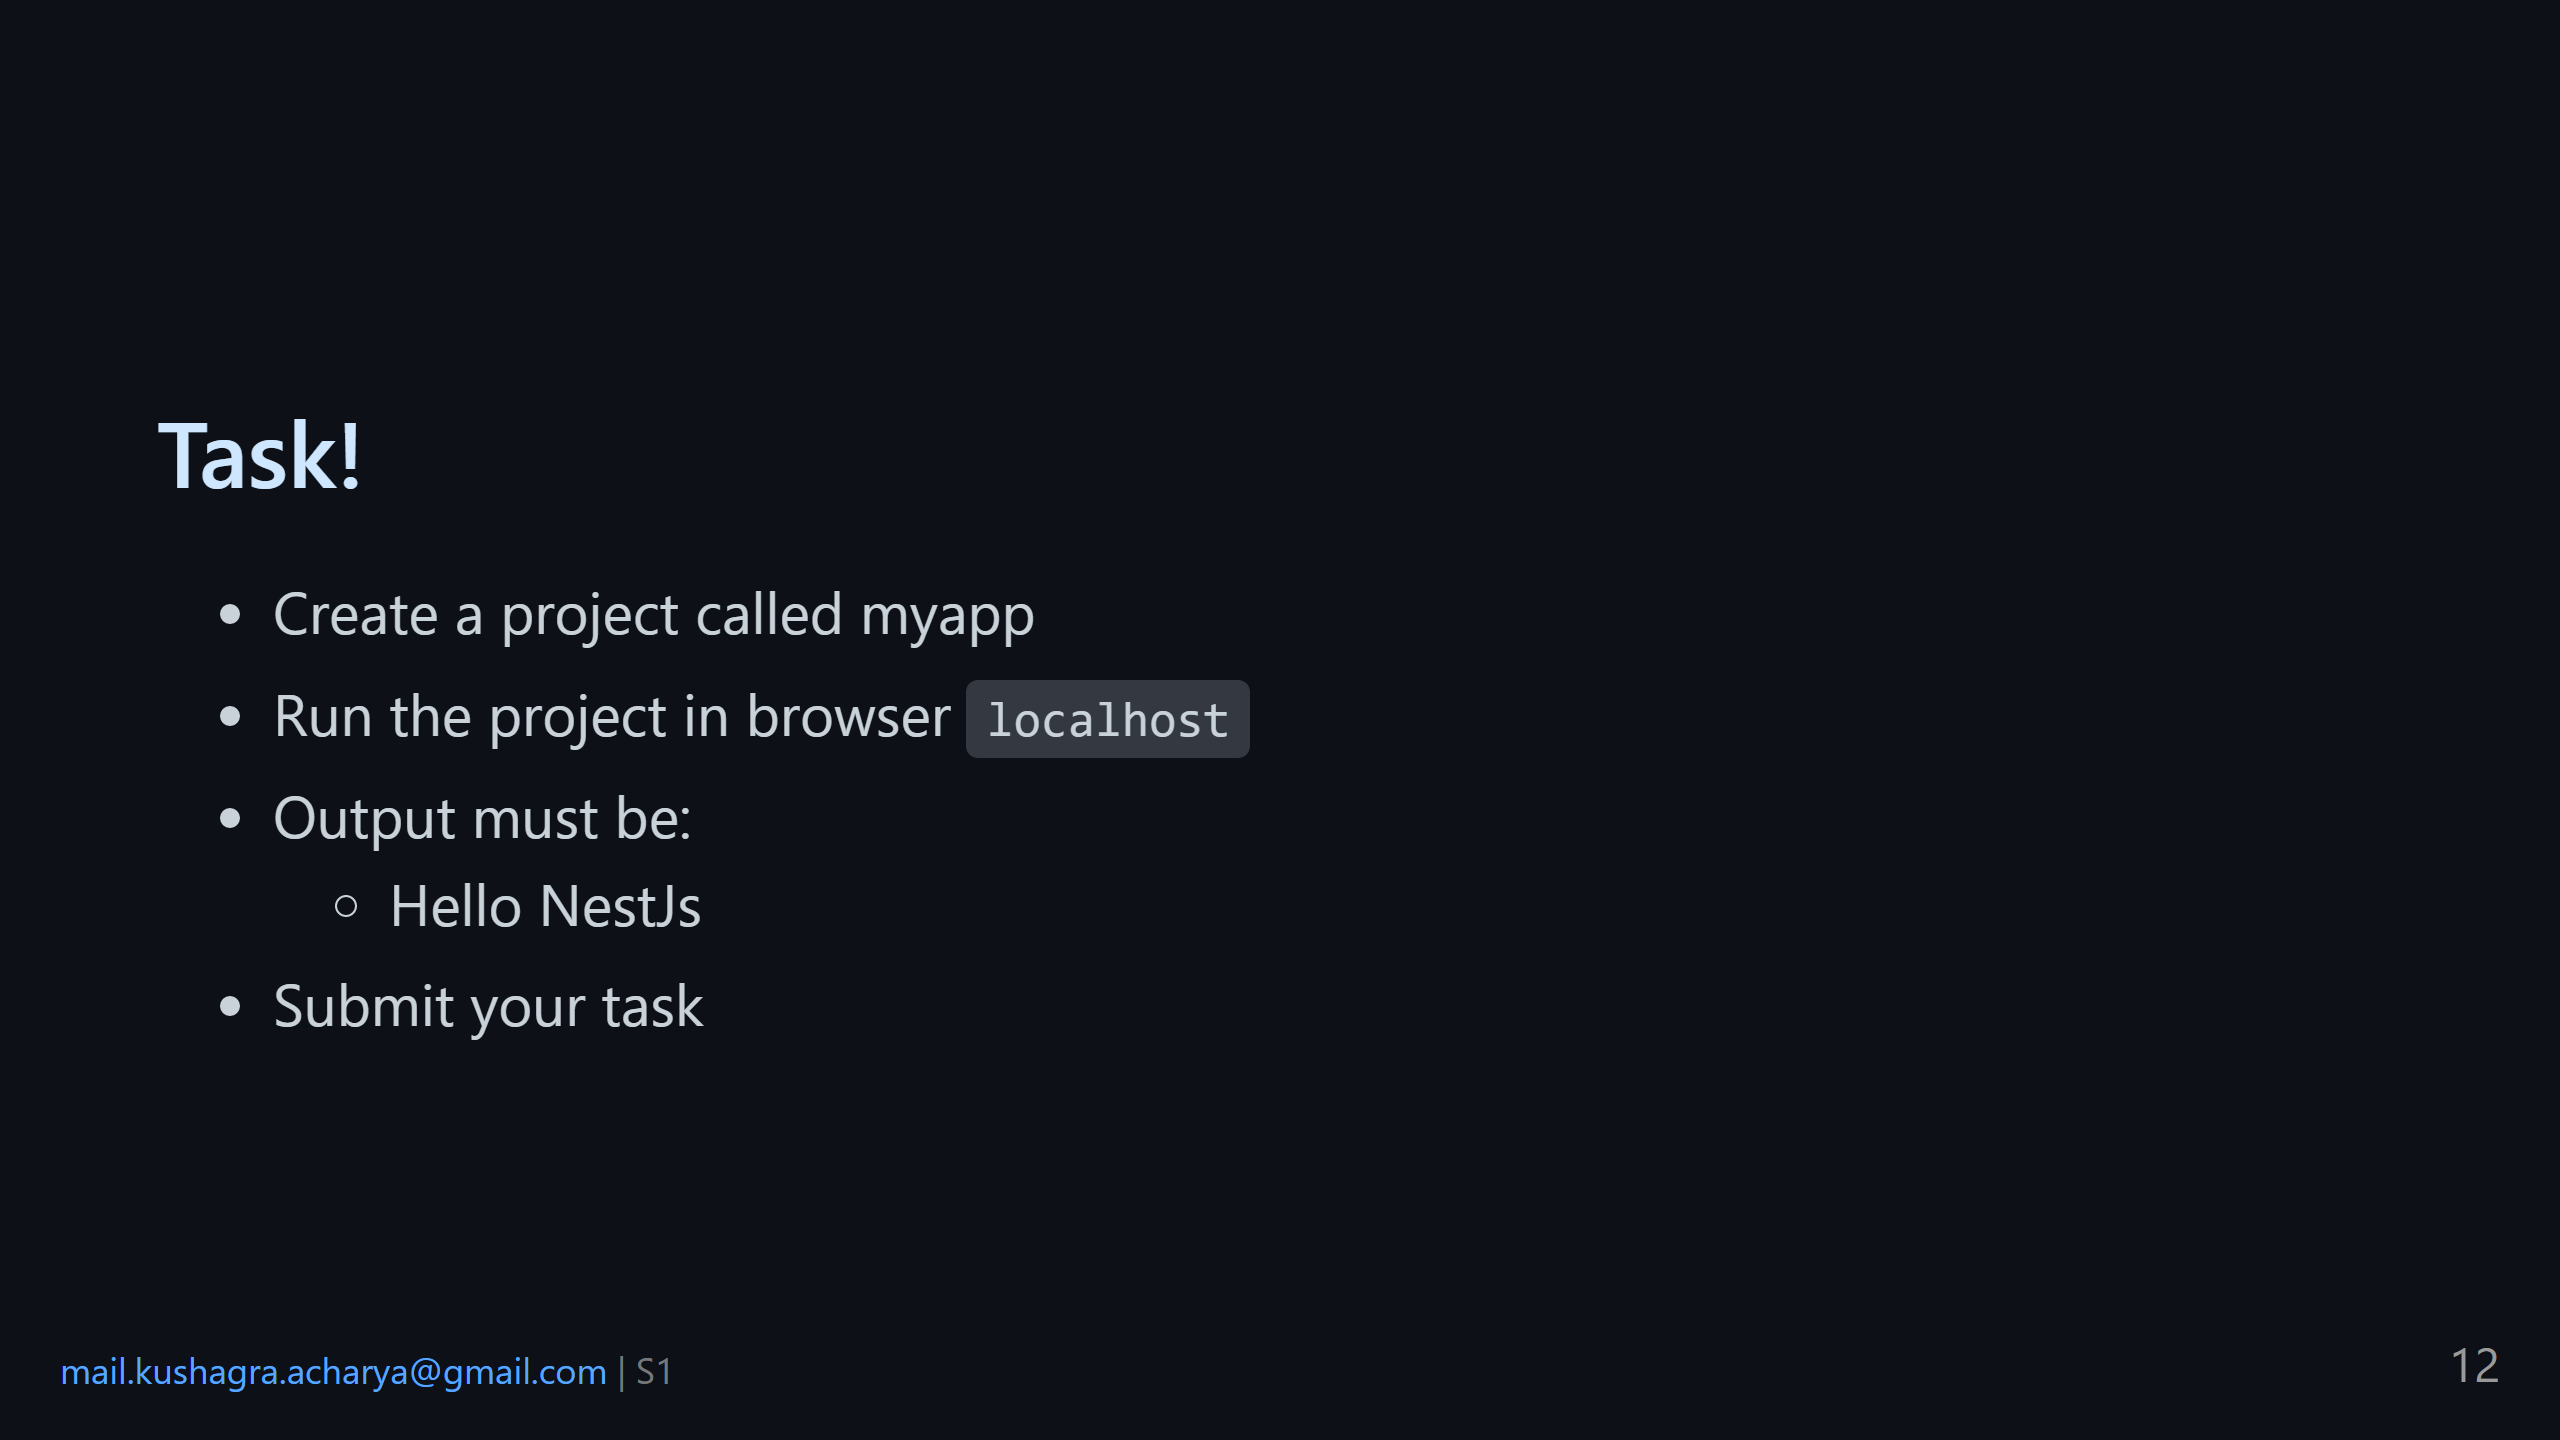 Task!
Create a project called myapp
Run the project in browser localhost
Output must be:
Hello NestJs
Submit your task
mail.kushagra.acharya@gmail.com | S1
12